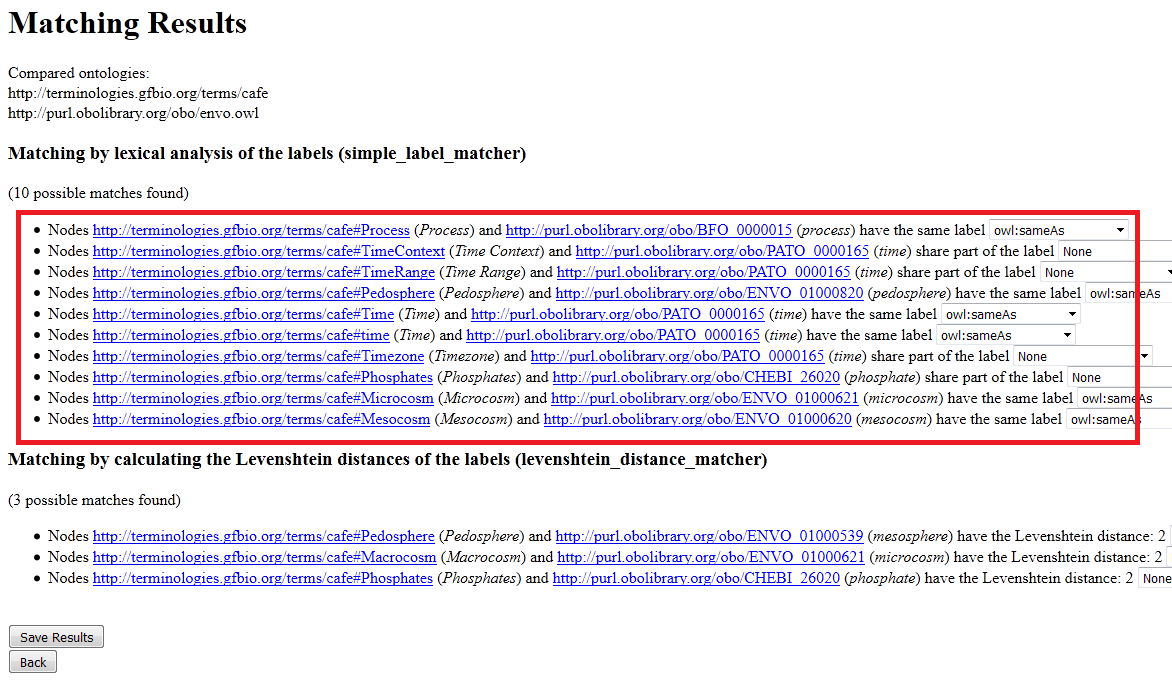 Matching Results
Compared ontologies:
http://terminologies.gfbio.org/terms/cafe
http://purl.obolibrary.org/obo/envo.owl
Matching by lexical analysis of the labels (simple_label_matcher)
(10 possible matches found)
• Nodes http://terminologies.gfbio.org/terms/cafe#Process (Process) and http://purl.obolibrary.org/obo/BFO_0000015 (process) have the same label owl:sameAs
• Nodes http://terminologies.gfbio.org/terms/cafe#TimeContext (Time Context) and http://purl.obolibrary.org/obo/PATO_0000165 (time) share part of the label None
• Nodes http://terminologies.gfbio.org/terms/cafe#TimeRange (Time Range) and http://purl.obolibrary.org/obo/PATO_0000165 (time) share part of the label None
• Nodes http://terminologies.gfbio.org/terms/cafe#Pedosphere (Pedosphere) and http://purl.obolibrary.org/obo/ENVO_01000820 (pedosphere) have the same label owl:sameAs
• Nodes http://terminologies.gfbio.org/terms/cafe#Time (Time) and http://purl.obolibrary.org/obo/PATO_0000165 (time) have the same label owl:sameAs
• Nodes http://terminologies.gfbio.org/terms/cafe#time (Time) and http://purl.obolibrary.org/obo/PATO_0000165 (time) have the same label owl:sameAs
• Nodes http://terminologies.gfbio.org/terms/cafe#Timezone (Timezone) and http://purl.obolibrary.org/obo/PATO_0000165 (time) share part of the label None
• Nodes http://terminologies.gfbio.org/terms/cafe#Phosphates (Phosphates) and http://purl.obolibrary.org/obo/CHEBI_26020 (phosphate) share part of the label None
• Nodes http://terminologies.gfbio.org/terms/cafe#Microcosm (Microcosm) and http://purl.obolibrary.org/obo/ENVO_01000621 (microcosm) have the same label owl:sameAs
• Nodes http://terminologies.gfbio.org/terms/cafe#Mesocosm (Mesocosm) and http://purl.obolibrary.org/obo/ENVO_01000620 (mesocosm) have the same label owl:sameAs
Matching by calculating the Levenshtein distances of the labels (levenshtein_distance_matcher)
(3 possible matches found)
• Nodes http://terminologies.gfbio.org/terms/cafe#Pedosphere (Pedosphere) and http://purl.obolibrary.org/obo/ENVO_01000539 (mesosphere) have the Levenshtein distance: 2
• Nodes http://terminologies.gfbio.org/terms/cafe#Macrocosm (Macrocosm) and http://purl.obolibrary.org/obo/ENVO_01000621 (microcosm) have the Levenshtein distance: 2
• Nodes http://terminologies.gfbio.org/terms/cafe#Phosphates (Phosphates) and http://purl.obolibrary.org/obo/CHEBI_26020 (phosphate) have the Levenshtein distance: 2 None
Save Results
Back